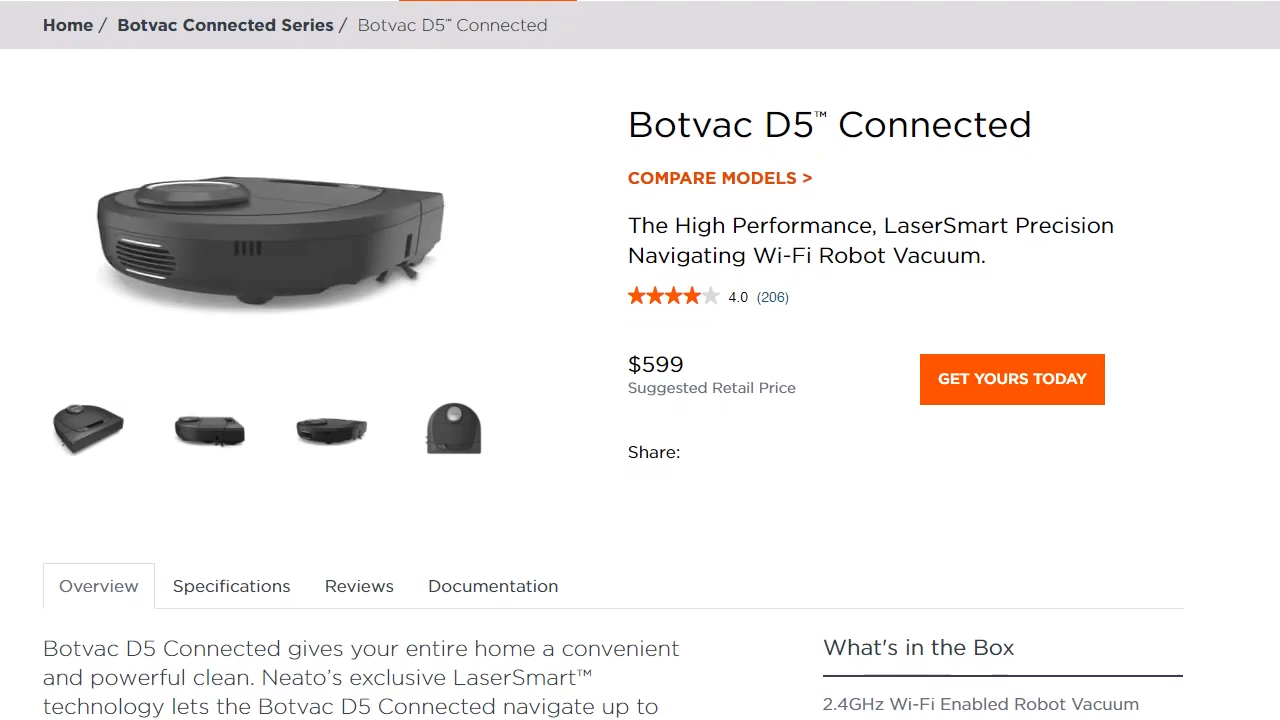 Home / Botvac Connected Series / Botvac D5™ Connected
Botvac D5™ Connected
COMPARE MODELS >
The High Performance, LaserSmart Precision
Navigating Wi-Fi Robot Vacuum.
4.0 (206)
$599
Suggested Retail Price
GET YOURS TODAY
Share:
Overview Specifications Reviews Documentation
Botvac D5 Connected gives your entire home a convenient
and powerful clean. Neato’s exclusive LaserSmart™
technology lets the Botvac D5 Connected navigate up to
What's in the Box
2.4GHz Wi-Fi Enabled Robot Vacuum